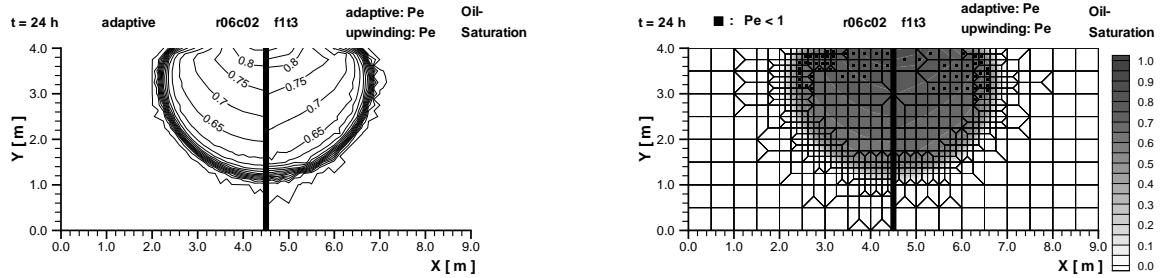 t = 24 h adaptive r06c02 f1t3 adaptive: Pe Oil-
upwinding: Pe Saturation
4.0
3.0
2.0
1.0
0.0
Y [ m ]
0.8 0.8
0.75 0.75
0.7 0.7
0.65 0.65
0.0 1.0 2.0 3.0 4.0 5.0 6.0 7.0 8.0 9.0
X [ m ]
t = 24 h ■ : Pe < 1 r06c02 f1t3 adaptive: Pe Oil-
upwinding: Pe Saturation
4.0
3.0
2.0
1.0
0.0
Y [ m ]
0.0 1.0 2.0 3.0 4.0 5.0 6.0 7.0 8.0 9.0
X [ m ]
1.0
0.9
0.8
0.7
0.6
0.5
0.4
0.3
0.2
0.1
0.0